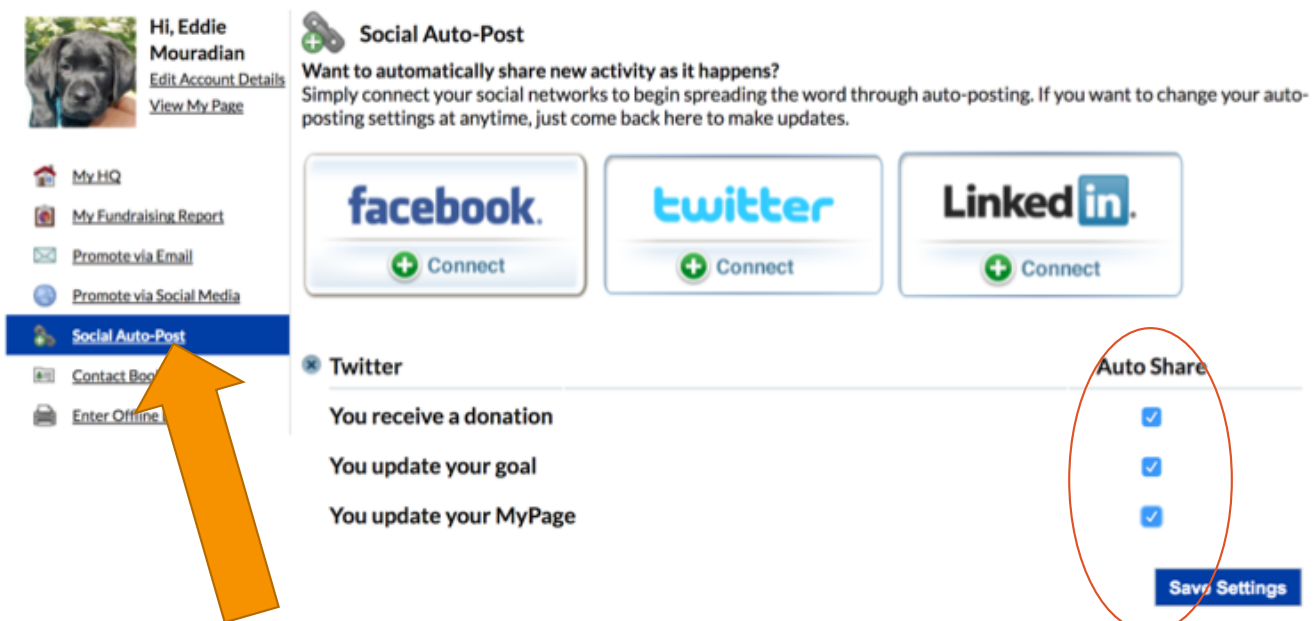 Hi, Eddie
Mouradian
Edit Account Details
View My Page
My HQ
My Fundraising Report
Promote via Email
Promote via Social Media
Social Auto-Post
Contact
Enter Offline
Social Auto-Post
Want to automatically share new activity as it happens?
Simply connect your social networks to begin spreading the word through auto-posting. If you want to change your auto-
posting settings at anytime, just come back here to make updates.
facebook.
Connect
twitter
Connect
Linked in.
Connect
Twitter
Auto Share
You receive a donation
You update your goal
You update your MyPage
Save Settings